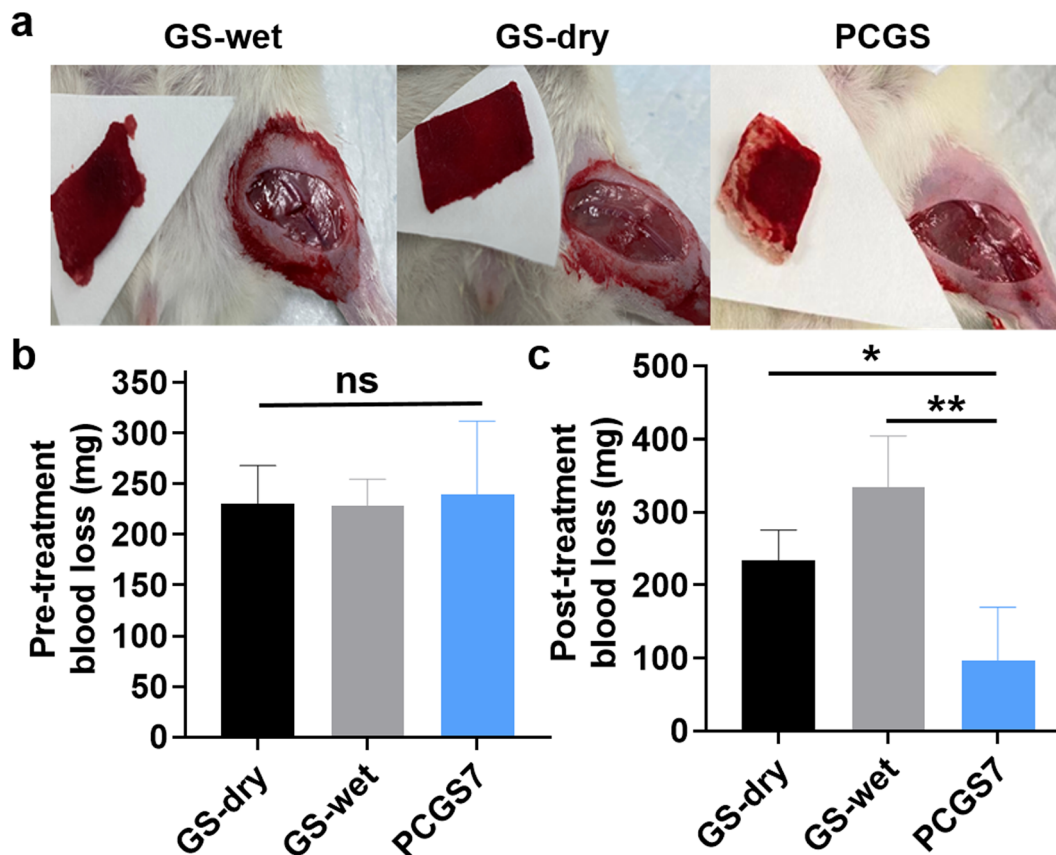 a
GS-wet GS-dry PCGS
b
Pre-treatment
blood loss (mg)
350
300
250
200
150
100
50
0
ns
GS-dry
GS-wet
PCGS7
c
Post-treatment
blood loss (mg)
500
400
300
200
100
0
*
**
GS-dry
GS-wet
PCGS7